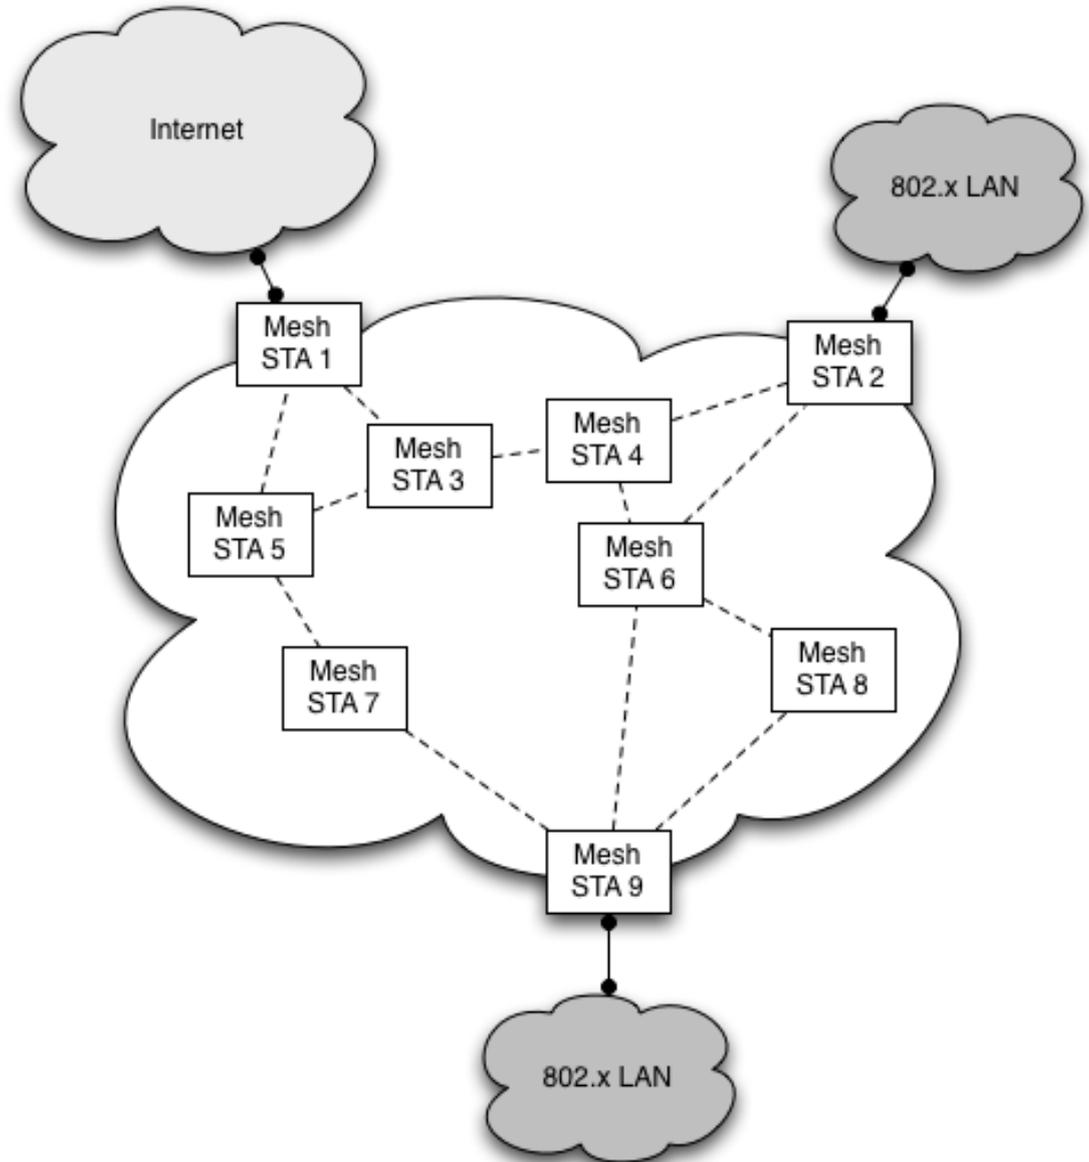 Internet
802.x LAN
Mesh
STA 1
Mesh
STA 2
Mesh
STA 3
Mesh
STA 4
Mesh
STA 5
Mesh
STA 6
Mesh
STA 7
Mesh
STA 8
Mesh
STA 9
802.x LAN